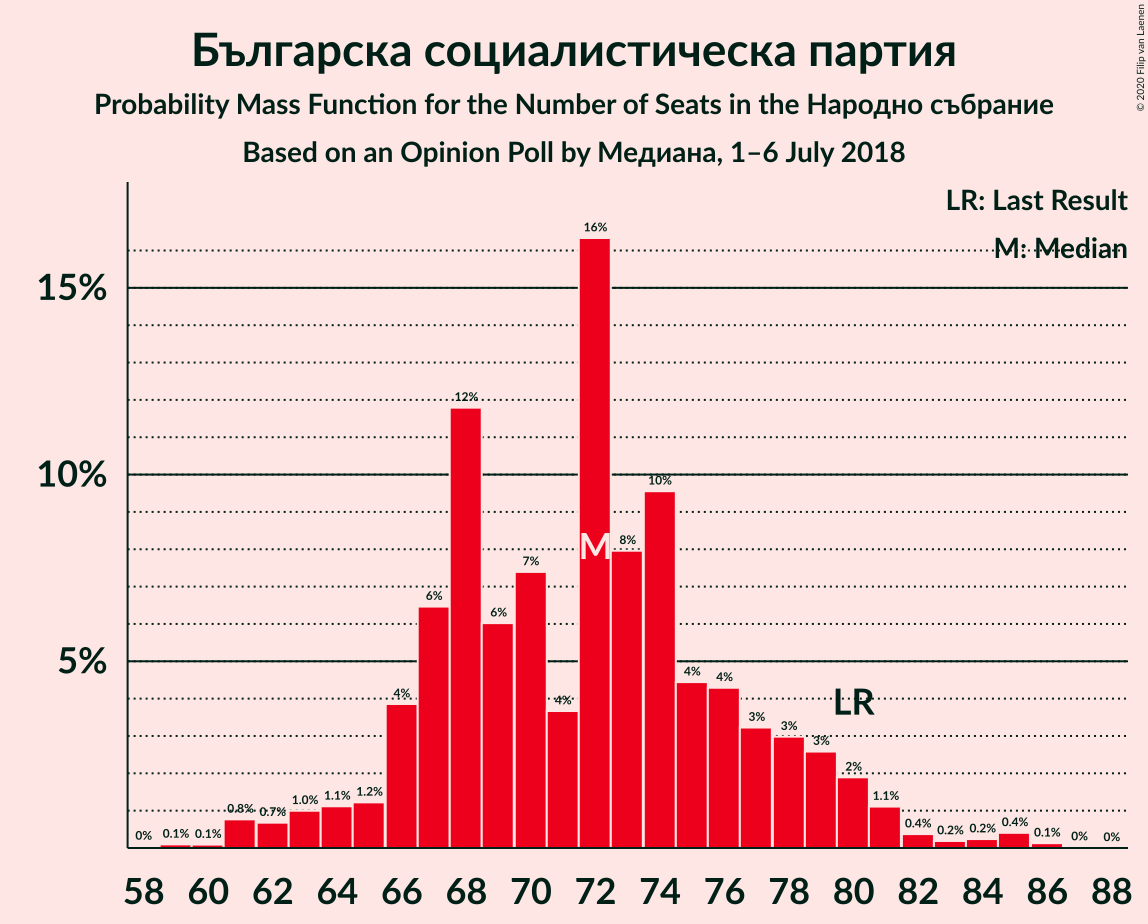 Българска социалистическа партия
Probability Mass Function for the Number of Seats in the Народно събрание
Based on an Opinion Poll by Медиана, 1–6 July 2018
© 2020 Filip van Laenen
LR: Last Result
M: Median
15%
10%
5%
0% 0.1% 0.1% 0.8% 0.7% 1.0% 1.1% 1.2% 4% 6% 12% 6% 7% 4% 16% 8% 10% 4% 4% 3% 3% 3% 2% 1.1% 0.4% 0.2% 0.2% 0.4% 0.1% 0% 0%
M
LR
58 60 62 64 66 68 70 72 74 76 78 80 82 84 86 88